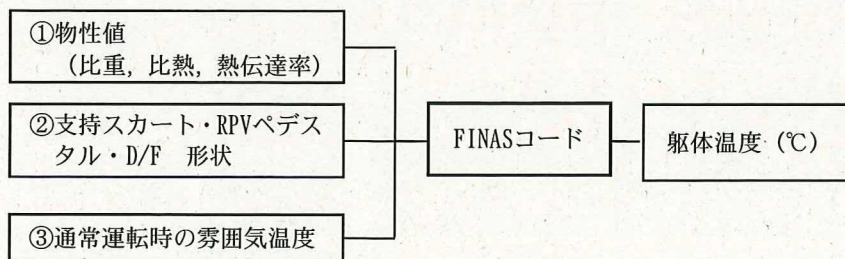 ①物性値
(比重, 比熱, 熱伝達率)
②支持スカート・RPVペデス
タル・D/F 形状
③通常運転時の雰囲気温度
FINASコード
躯体温度 (℃)